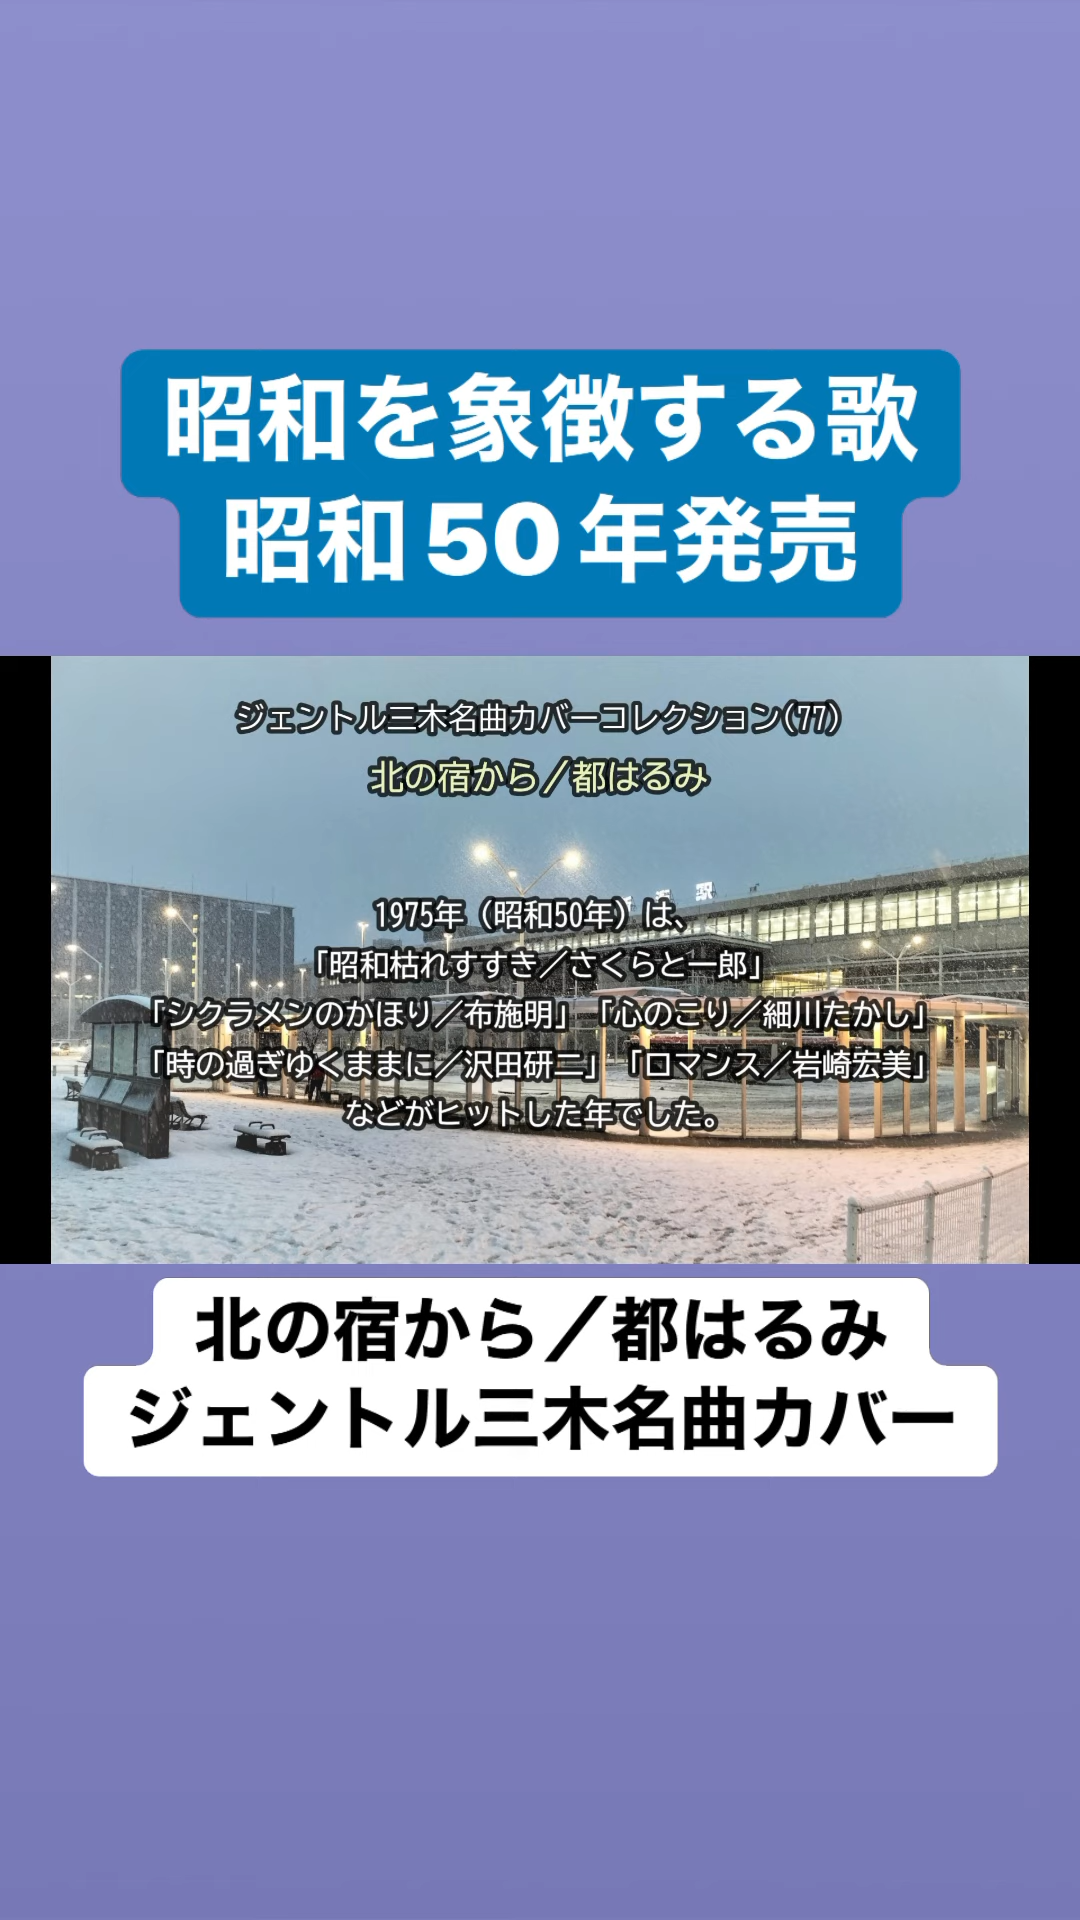 昭和を象徴する歌
昭和50年発売
ジェントル三木名曲カバーコレクション(77)
北の宿から／都はるみ
1975年（昭和50年）は、
「昭和枯れすすき／さくらと一郎」
「シクラメンのかほり／布施明」「心のこり／細川たかし」
「時の過ぎゆくままに／沢田研二」「ロマンス／岩崎宏美」
などがヒットした年でした。
北の宿から／都はるみ
ジェントル三木名曲カバー